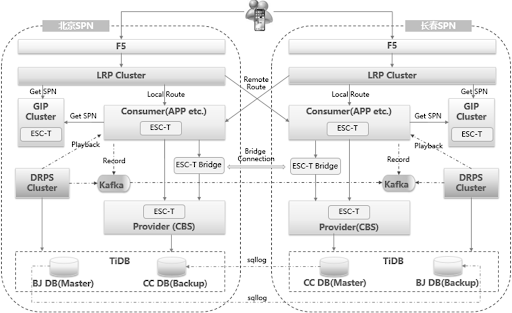 北京SPN
长春SPN
F5
F5
LRP Cluster
Remote
Route
LRP Cluster
Get SPN
Local Route
Local Route
Get SPN
GIP
Cluster
ESC-T
Get SPN
Consumer(APP etc.)
ESC-T
Consumer(APP etc.)
ESC-T
Get SPN
GIP
Cluster
ESC-T
Playback
Record
ESC-T Bridge
Bridge
Connection
ESC-T Bridge
Record
Playback
DRPS
Cluster
Kafka
Kafka
DRPS
Cluster
ESC-T
Provider (CBS)
ESC-T
Provider(CBS)
TiDB
TiDB
sqllog
BJ DB(Master)
CC DB(Backup)
CC DB(Master)
BJ DB(Backup)
sqllog